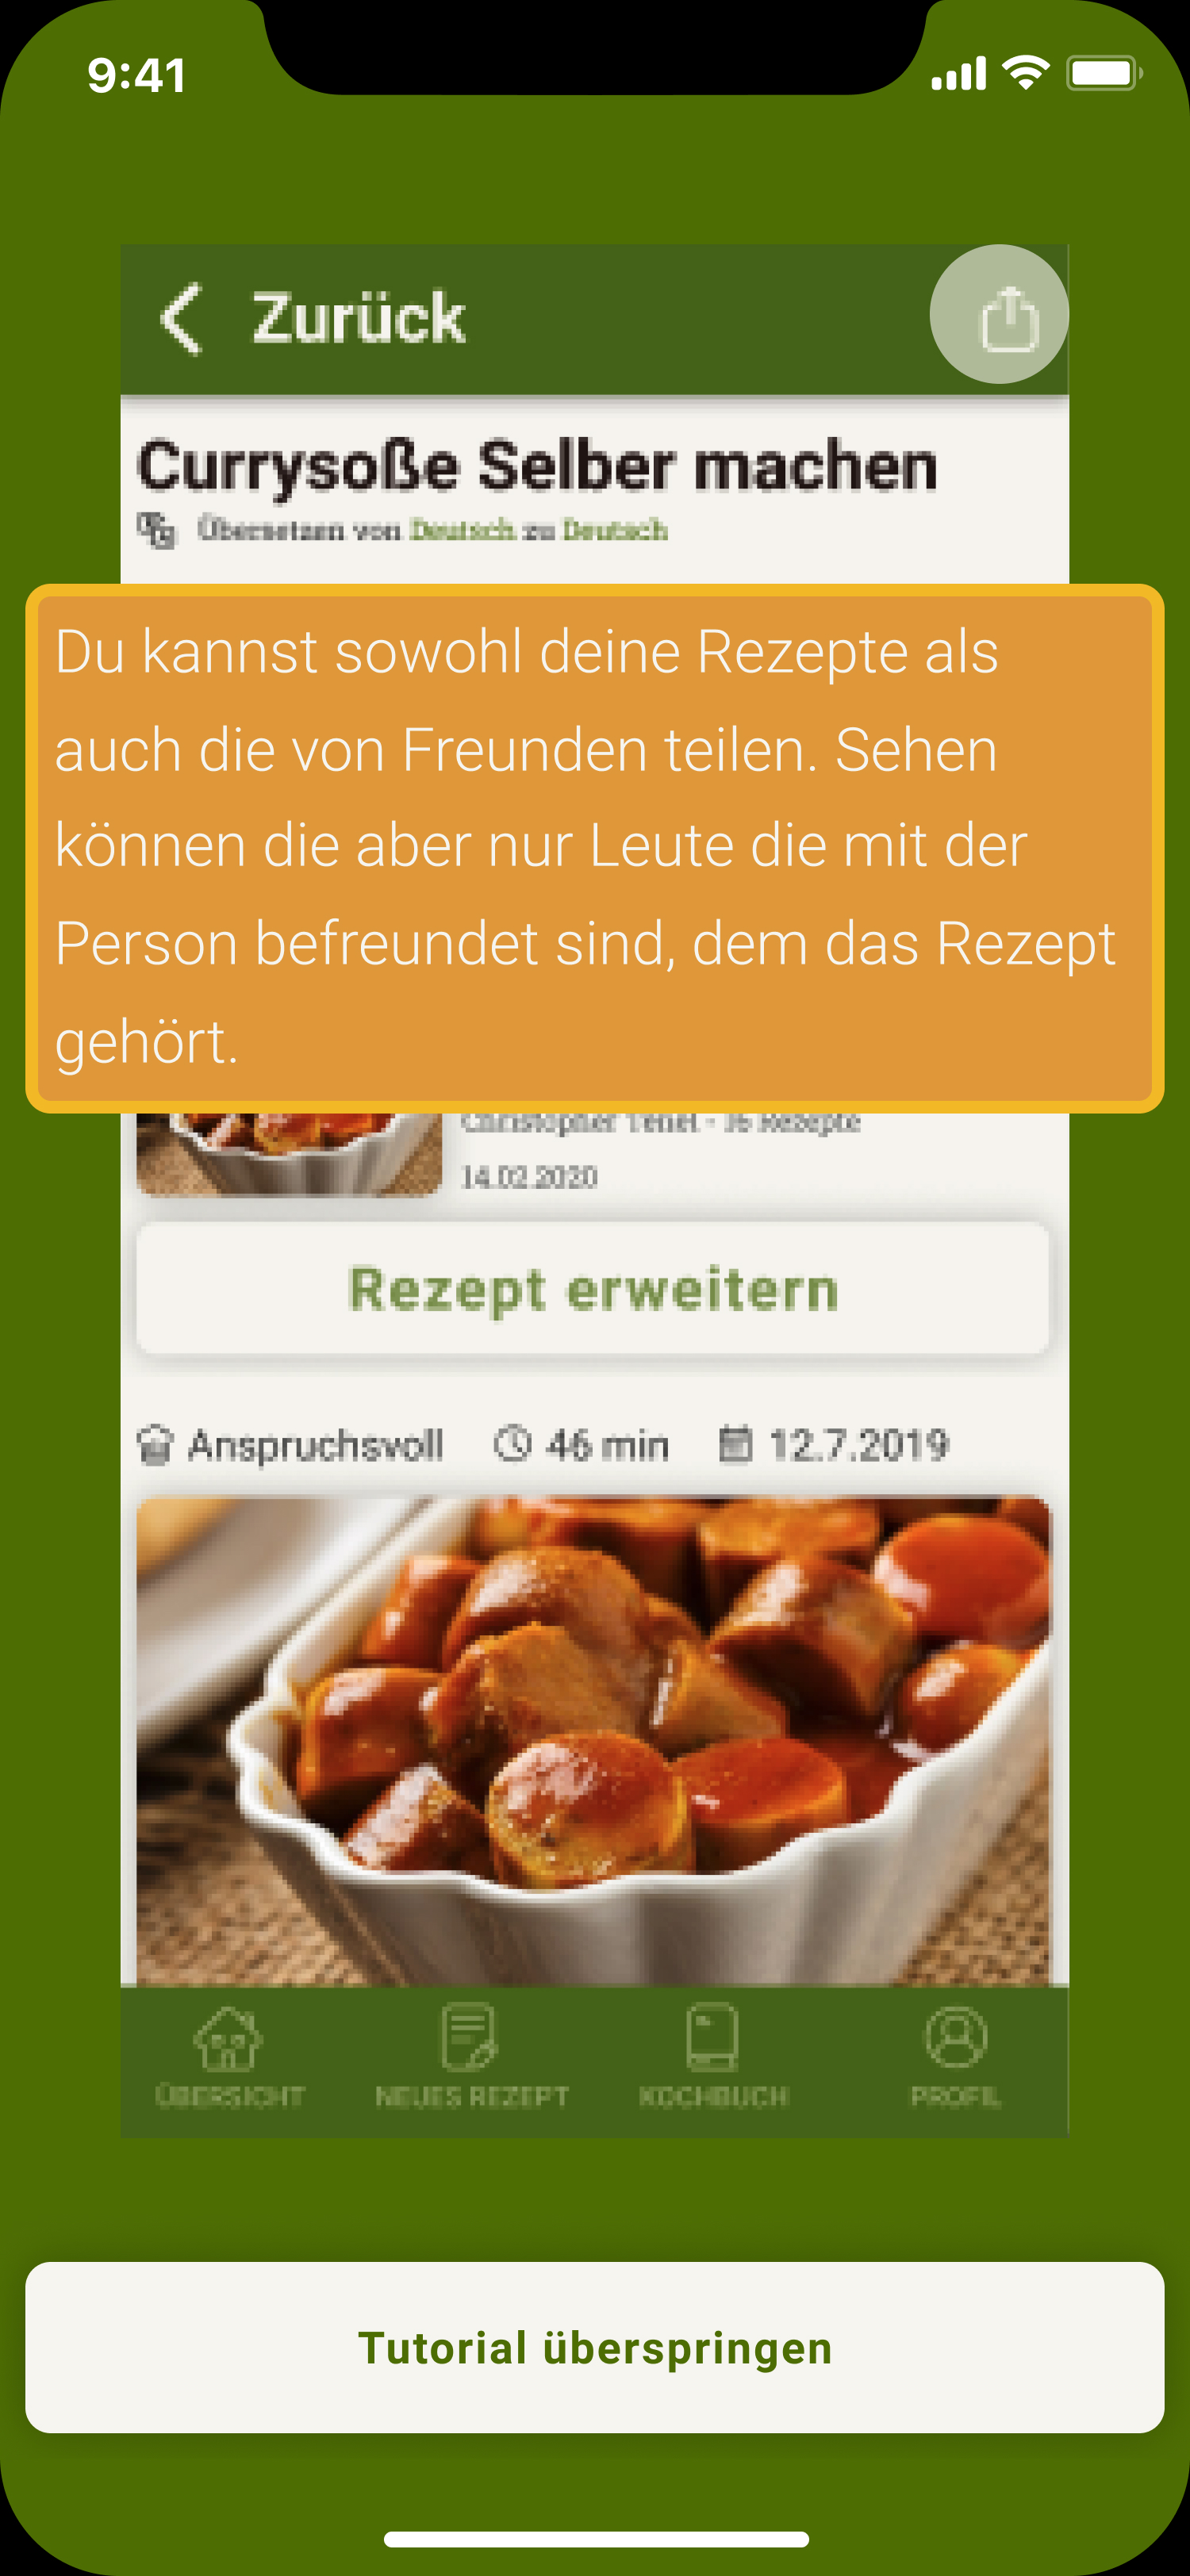 9:41
Zurück
Currysoße Selber machen
Übersetzen von Deutsch zu Deutsch
Du kannst sowohl deine Rezepte als
auch die von Freunden teilen. Sehen
können die aber nur Leute die mit der
Person befreundet sind, dem das Rezept
gehört.
Christopher - 16 Rezepte
14.02.2020
Rezept erweitern
Anspruchsvoll 46 min 12.7.2019
ÜBERSICHT NEUES REZEPT KOCHBUCH PROFIL
Tutorial überspringen